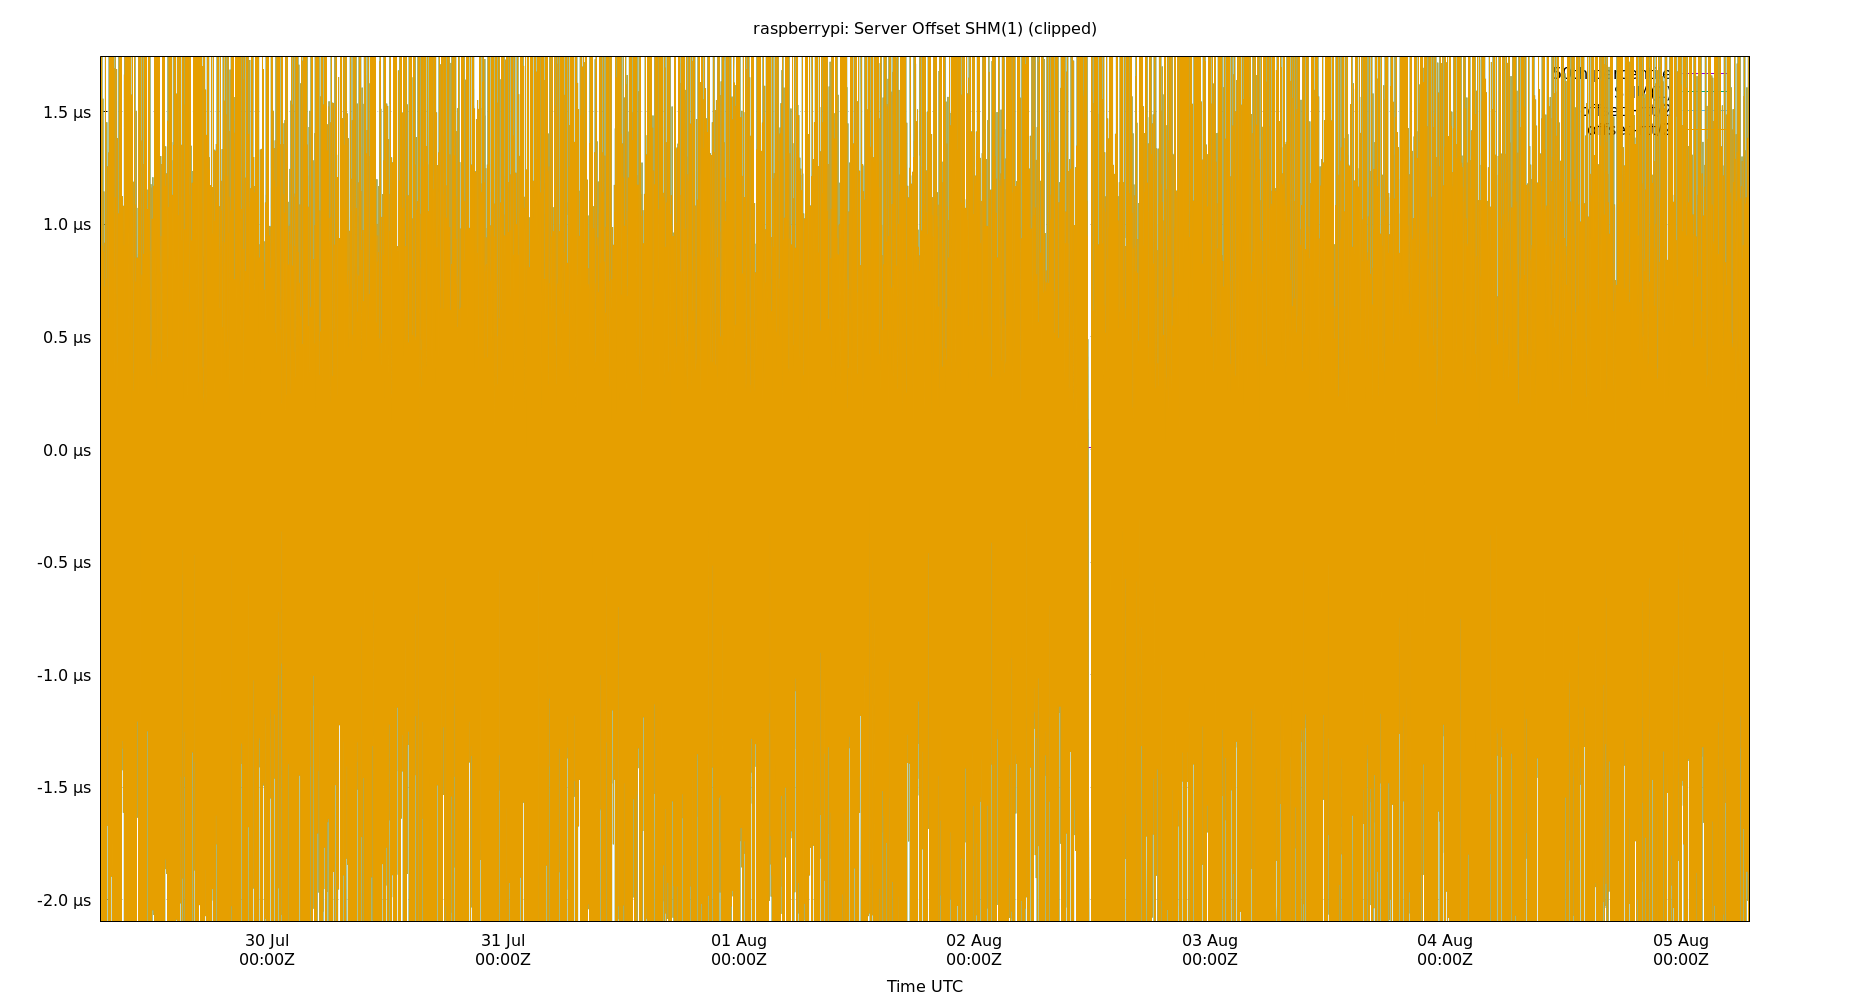 raspberrypi: Server Offset SHM(1) (clipped)
1.5 µs
1.0 µs
0.5 µs
0.0 µs
-0.5 µs
-1.0 µs
-1.5 µs
-2.0 µs
30 Jul 31 Jul 01 Aug 02 Aug 03 Aug 04 Aug 05 Aug
00:00Z 00:00Z 00:00Z 00:00Z 00:00Z 00:00Z 00:00Z
Time UTC